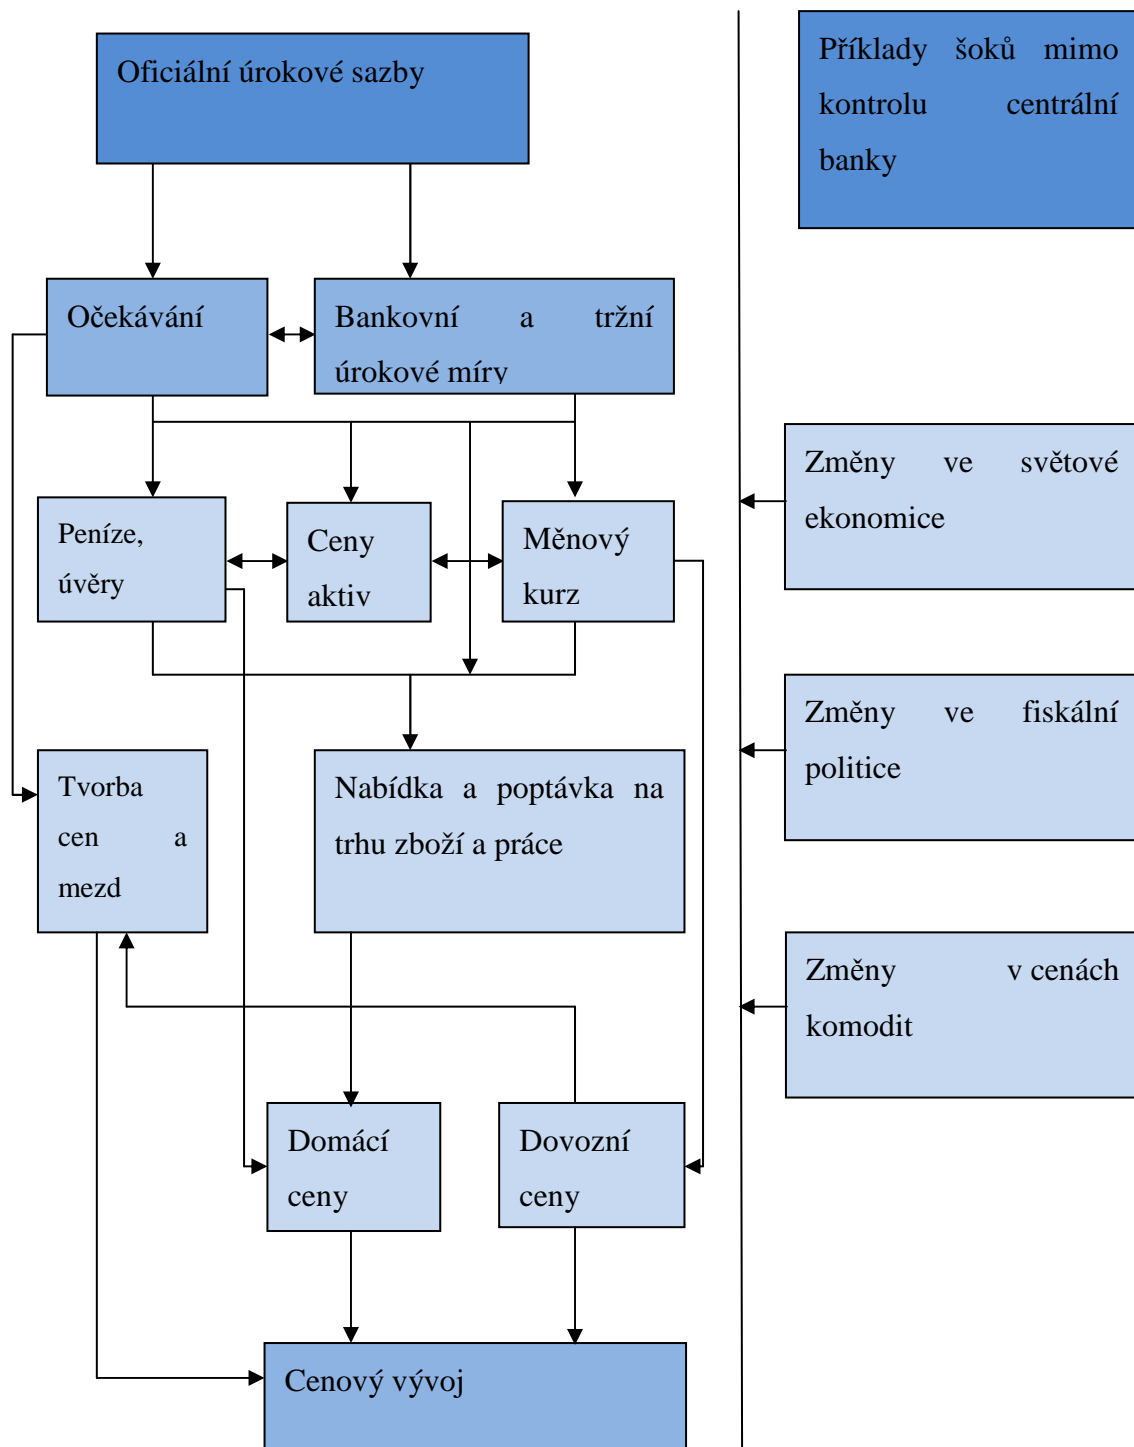 Oficiální úrokové sazby
Příklady šoků mimo
kontrolu centrální
banky
Očekávání
Bankovní a tržní
úrokové míry
Změny ve světové
ekonomice
Peníze,
úvěry
Ceny
aktiv
Měnový
kurz
Změny ve fiskální
politice
Tvorba
cen a
mezd
Nabídka a poptávka na
trhu zboží a práce
Změny v cenách
komodit
Domácí
ceny
Dovozní
ceny
Cenový vývoj